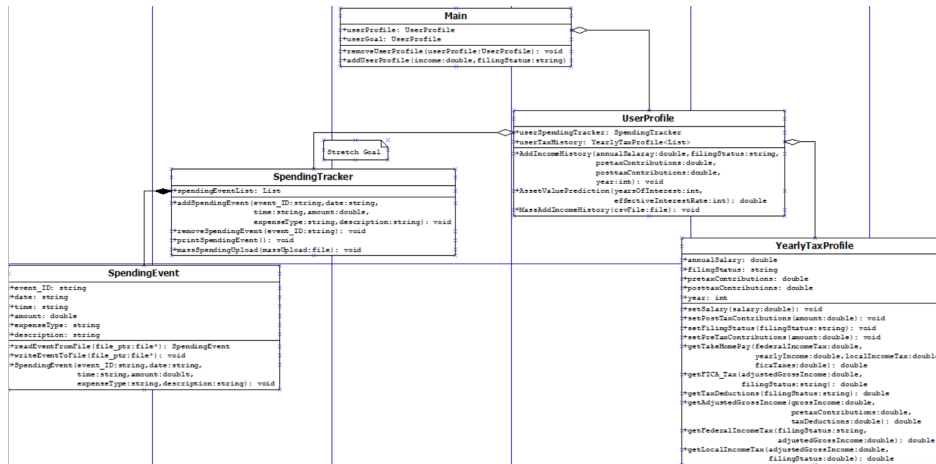 Main
+userProfile: UserProfile
+userGoal: UserProfile
+removeUserProfile(userProfile:UserProfile): void
+addUserProfile(income:double,filingStatus:string)
UserProfile
+userSpendingTracker: SpendingTracker
+userTaxHistory: YearlyTaxProfile<List>
+AddIncomeHistory(annualSalaray:double,filingStatus:string,
pretaxContributions:double,
posttaxContributions:double,
year:int): void
+AssetValuePrediction(yearsOfInterest:int,
effectiveInterestRate:int): double
+MassAddIncomeHistory(csvFile:file): void
Stretch Goal
SpendingTracker
+spendingEventList: List
+addSpendingEvent(event_ID:string,date:string,
time:string,amount:double,
expenseType:string,description:string): void
+removeSpendingEvent(event_ID:string): void
+printSpendingEvent(): void
+massSpendingUpload(massUpload:file): void
SpendingEvent
+event_ID: string
+date: string
+time: string
+amount: double
+expenseType: string
+description: string
+readEventFromFile(file_ptr:file*): SpendingEvent
+writeEventToFile(file_ptr:file*): void
+SpendingEvent(event_ID:string,date:string,
time:string,amount:doublt,
expenseType:string,description:string): void
YearlyTaxProfile
+annualSalary: double
+filingStatus: string
+pretaxContributions: double
+posttaxContributions: double
+year: int
+setSalary(salary:double): void
+setPostTaxContributions(amount:double): void
+setFilingStatus(filingStatus:string): void
+setPreTaxContributions(amount:double): void
+getTakeHomePay(federalIncomeTax:double,
yearlyIncome:double,localIncomeTax:double
ficaTaxes:double): double
+getFICA_Tax(adjustedGrossIncome:double,
filingStatus:string): double
+getTaxDeductions(filingStatus:string): double
+getAdjustedGrossIncome(grossIncome:double,
pretaxContributions:double,
taxDeductions:double): double
+getFederalIncomeTax(filingStatus:string,
adjustedGrossIncome:double): double
+getLocalIncomeTax(adjustedGrossIncome:double,
filingStatus:double): double